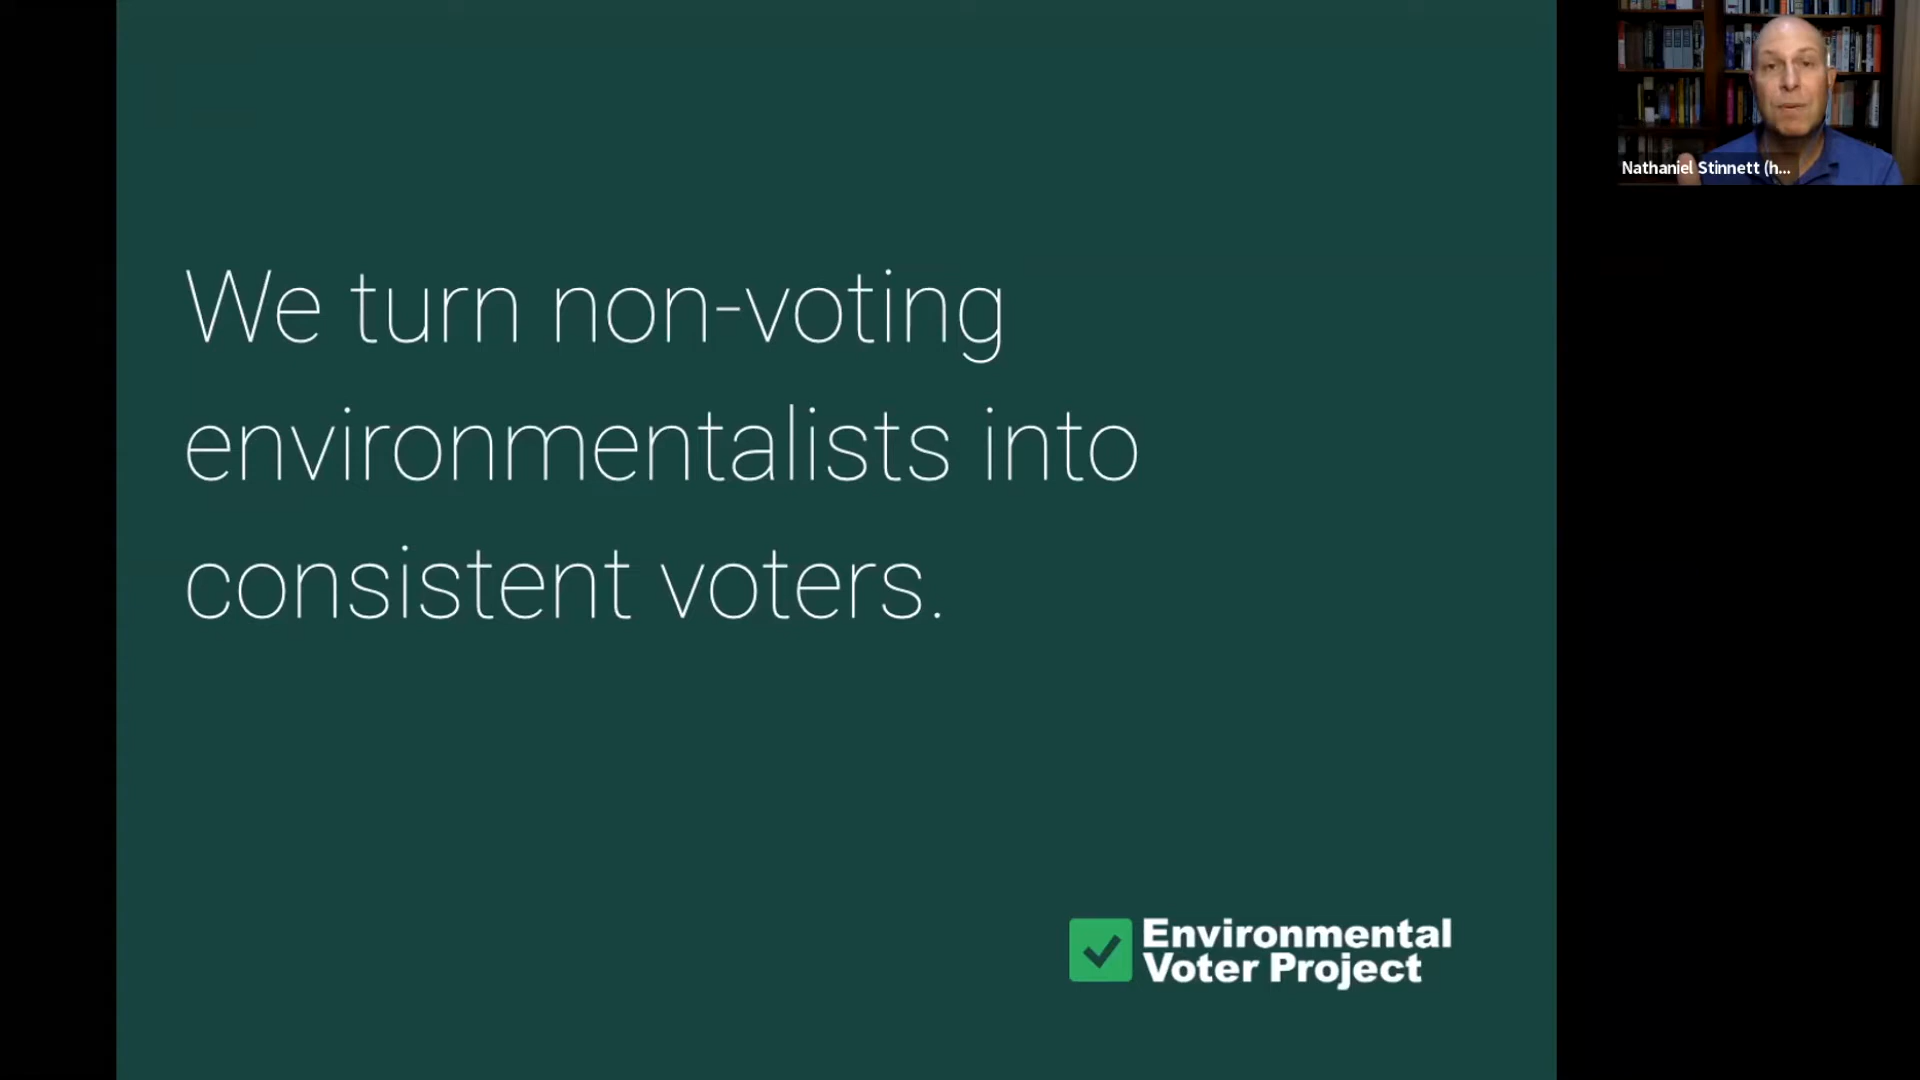 We turn non-voting
environmentalists into
consistent voters.
Environmental
Voter Project
Nathaniel Stinnett (h...